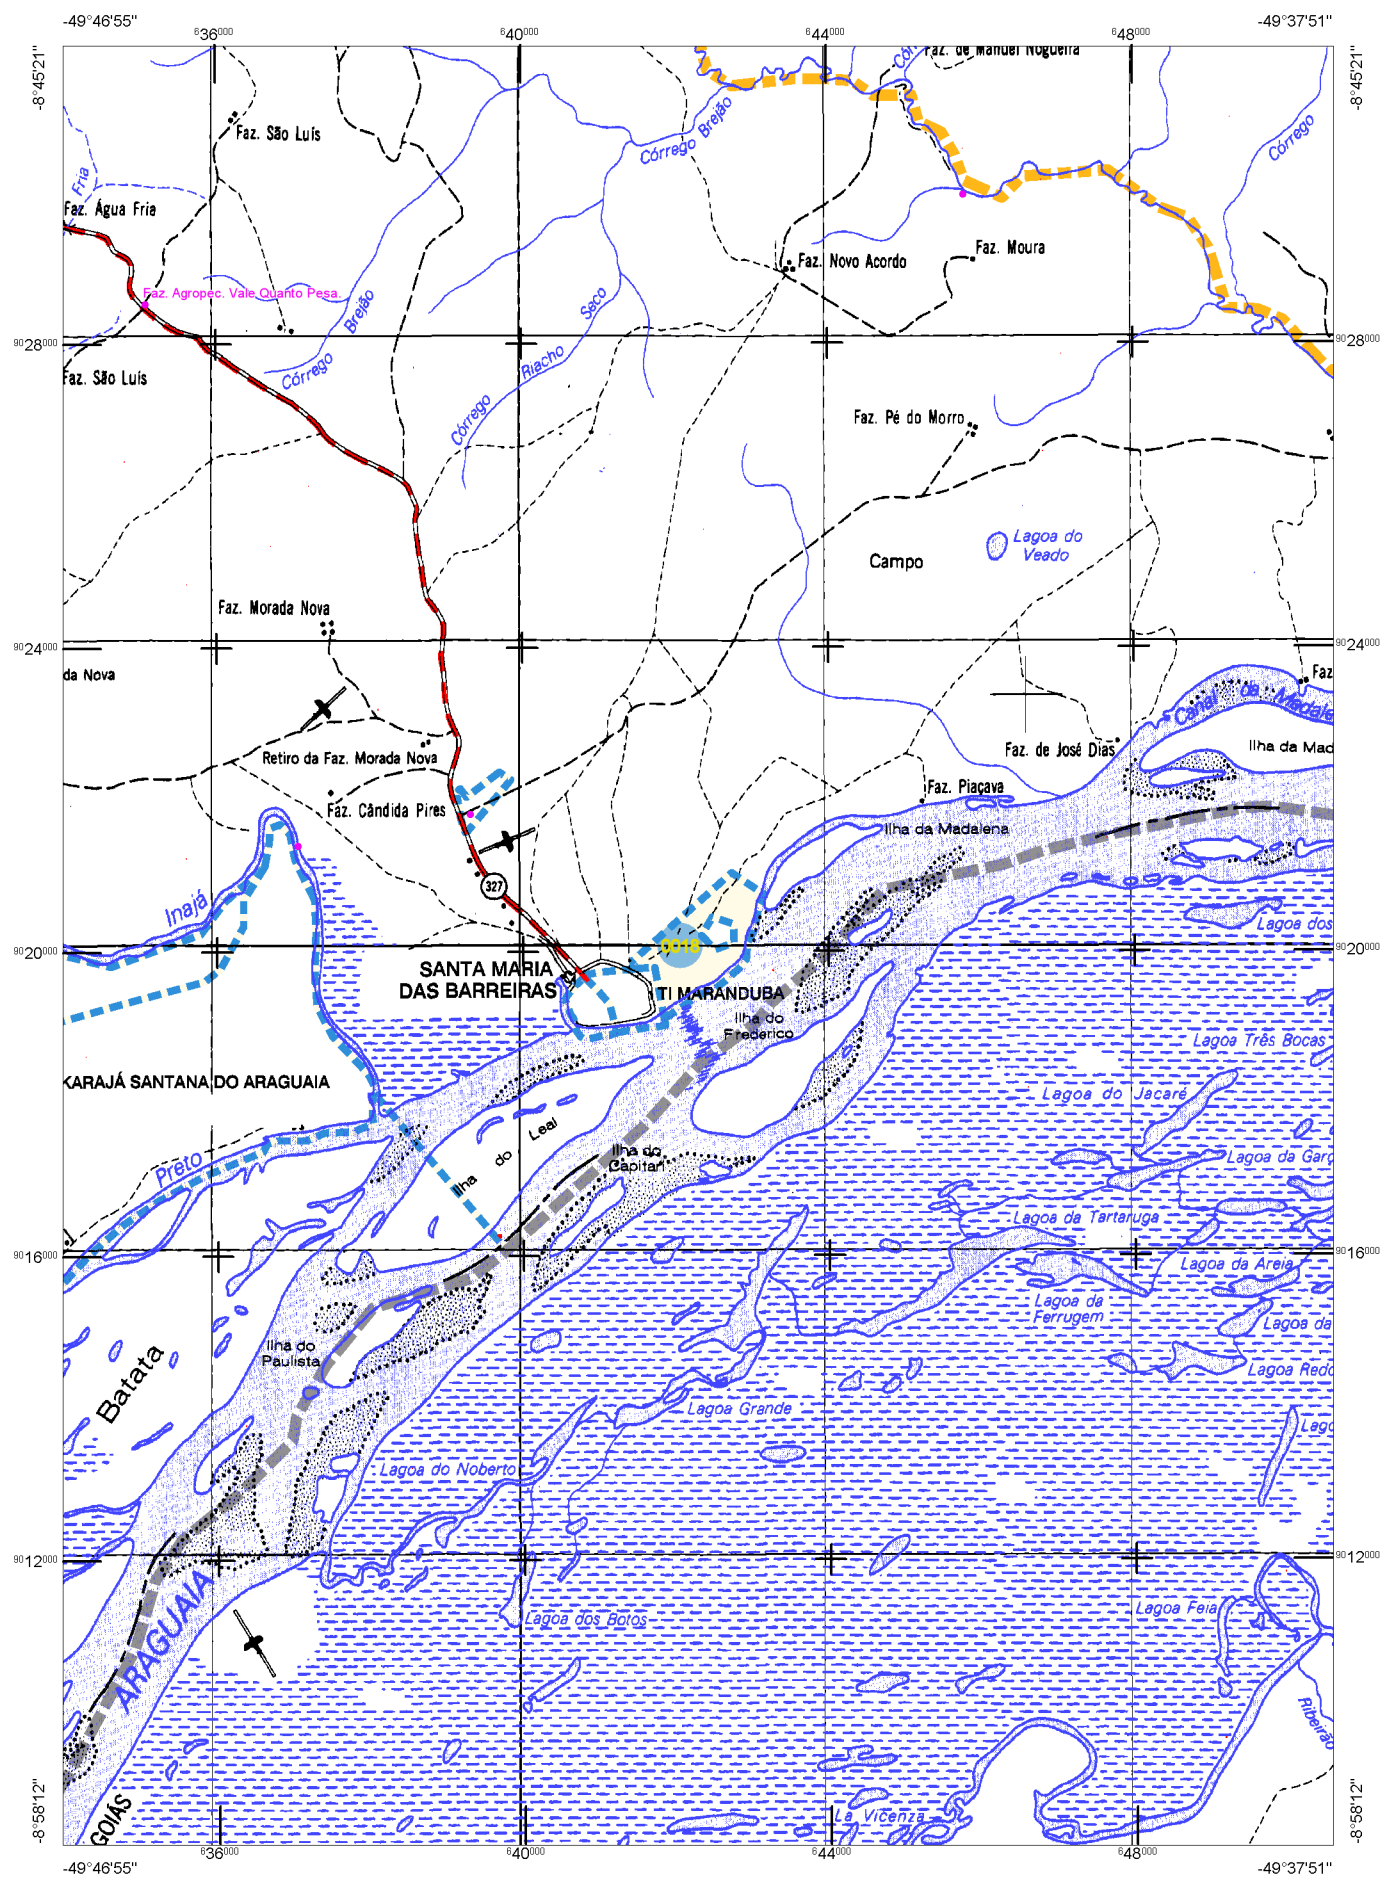 -49°46'55"
-49°37'51"
636000
640000
644000
648000
-8°45'21"
-8°45'21"
Faz. de Manuel Nogueira
Faz. São Luís
Córrego Brejão
Córrego
Fria
Faz. Água Fria
Faz. Novo Acordo
Faz. Moura
Faz. Agropec. Vale Quanto Pesa.
Córrego Brejão
Córrego Riacho Seco
9028000
9028000
Faz. São Luís
Faz. Pé do Morro
Lagoa do
Veado
Campo
Faz. Morada Nova
9024000
9024000
da Nova
Faz
Canal da Madale
Ilha da Mad
Retiro da Faz. Morada Nova
Faz. de José Dias
Faz. Cândida Pires
Faz. Piaçava
Ilha da Madalena
327
Inajá
Lagoa dos
9020000
9020000
0018
SANTA MARIA
DAS BARREIRAS
TI MARANDUBA
Ilha do
Frederico
Lagoa Três Bocas
KARAJÁ SANTANA DO ARAGUAIA
Lagoa do Jacaré
Ilha do Leal
Ilha do
Capitari
Preto
Lagoa da Garç
Lagoa da Tartaruga
9016000
9016000
Lagoa da Areia
Lagoa da
Ferrugem
Lagoa da
Ilha do
Paulista
Lagoa Redo
Batata
Lagoa Grande
Lago
Lagoa do Noberto
9012000
9012000
ARAGUAIA
Lagoa dos Botos
Lagoa Feia
Ribeirão
GOIÁS
La Vicenza
-8°58'12"
-8°58'12"
636000
640000
644000
648000
-49°46'55"
-49°37'51"